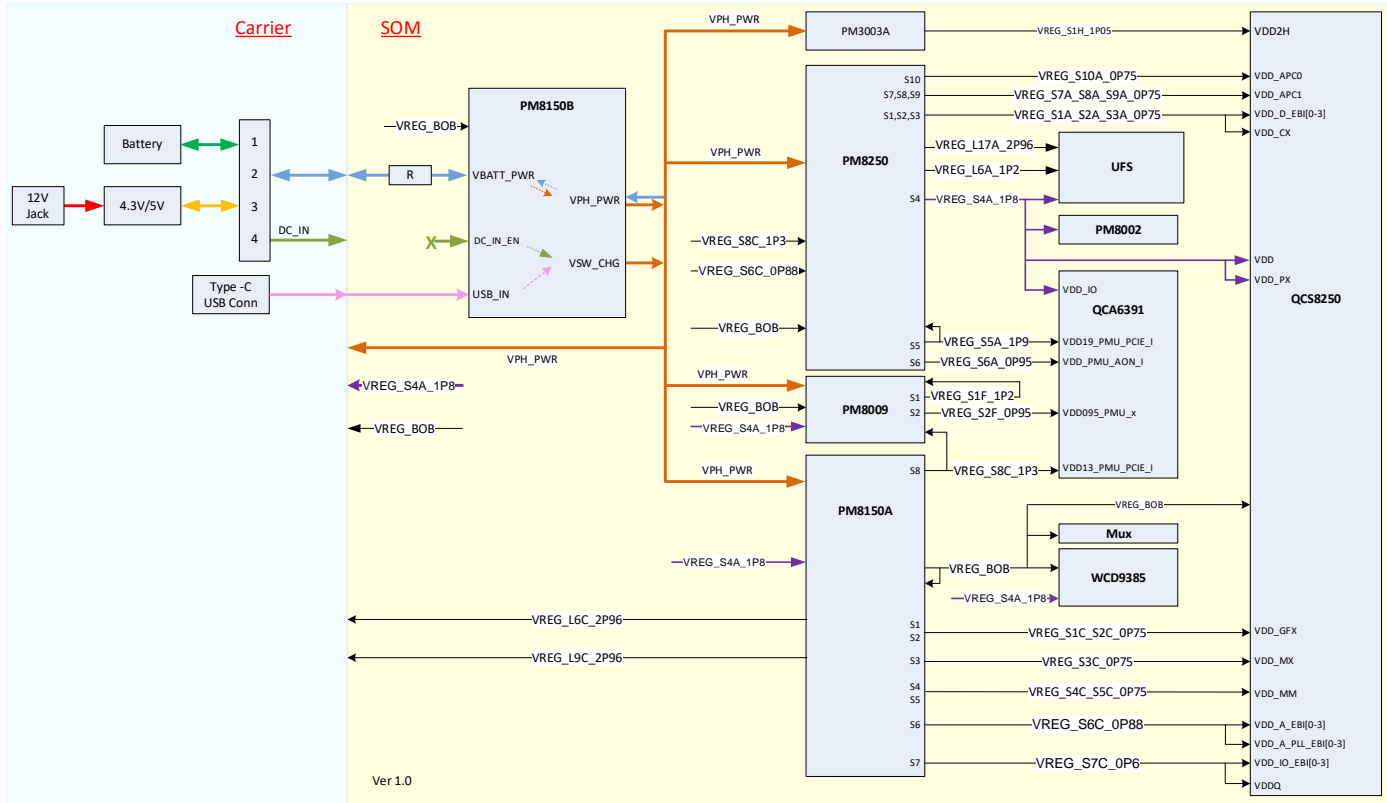 Carrier
SOM
Battery
12V
Jack
4.3V/5V
1
2
3
4
DC_IN
Type -C
USB Conn
R
PM8150B
VREG_BOB
VBATT_PWR
VPH_PWR
DC_IN_EN
X
VSW_CHG
USB_IN
VPH_PWR
VREG_S4A_1P8
VREG_BOB
VPH_PWR
PM3003A
VREG_S1H_1P05
VDD2H
VPH_PWR
VREG_S8C_1P3
VREG_S6C_0P88
VREG_BOB
PM8250
S10
VREG_S10A_0P75
VDD_APC0
S7,S8,S9
VREG_S7A_S8A_S9A_0P75
VDD_APC1
S1,S2,S3
VREG_S1A_S2A_S3A_0P75
VDD_D_EBI[0-3]
VDD_CX
VREG_L17A_2P96
VREG_L6A_1P2
UFS
S4
VREG_S4A_1P8
PM8002
VDD
VDD_PX
QCS8250
VDD_IO
QCA6391
S5
VREG_S5A_1P9
VDD19_PMU_PCIE_I
S6
VREG_S6A_0P95
VDD_PMU_AON_I
VPH_PWR
VREG_BOB
VREG_S4A_1P8
PM8009
S1
VREG_S1F_1P2
S2
VREG_S2F_0P95
VDD095_PMU_x
VPH_PWR
S8
VREG_S8C_1P3
VDD13_PMU_PCIE_I
PM8150A
VREG_BOB
Mux
VREG_S4A_1P8
VREG_BOB
WCD9385
VREG_S4A_1P8
VREG_L6C_2P96
VREG_L9C_2P96
S1
S2
VREG_S1C_S2C_0P75
VDD_GFX
S3
VREG_S3C_0P75
VDD_MX
S4
S5
VREG_S4C_S5C_0P75
VDD_MM
S6
VREG_S6C_0P88
VDD_A_EBI[0-3]
VDD_A_PLL_EBI[0-3]
S7
VREG_S7C_0P6
VDD_IO_EBI[0-3]
VDDQ
Ver 1.0